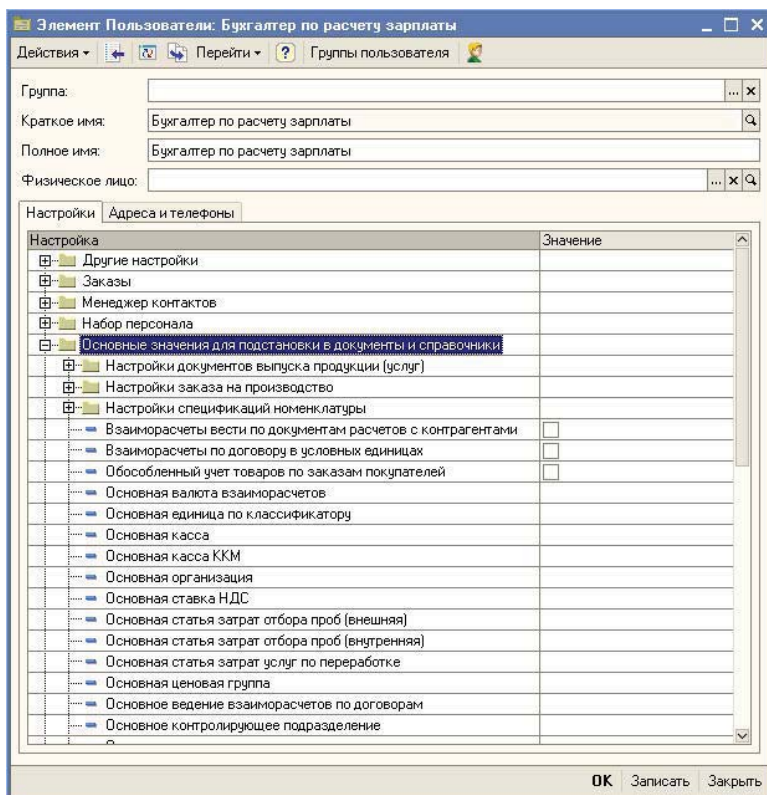 Элемент Пользователи: Бухгалтер по расчету зарплаты
Действия Перейти ? Группы пользователя
Группа: ... x
Краткое имя: Бухгалтер по расчету зарплаты
Полное имя: Бухгалтер по расчету зарплаты
Физическое лицо: ... x
Настройки Адреса и телефоны
Настройка Значение
Другие настройки
Заказы
Менеджер контактов
Набор персонала
Основные значения для подстановки в документы и справочники
Настройки документов выпуска продукции (услуг)
Настройки заказа на производство
Настройки спецификаций номенклатуры
Взаиморасчеты вести по документам расчетов с контрагентами
Взаиморасчеты по договору в условных единицах
Обособленный учет товаров по заказам покупателей
Основная валюта взаиморасчетов
Основная единица по классификатору
Основная касса
Основная касса ККМ
Основная организация
Основная ставка НДС
Основная статья затрат отбора проб (внешняя)
Основная статья затрат отбора проб (внутренняя)
Основная статья затрат услуг по переработке
Основная ценовая группа
Основное ведение взаиморасчетов по договорам
Основное контролирующее подразделение
OK Записать Закрыть